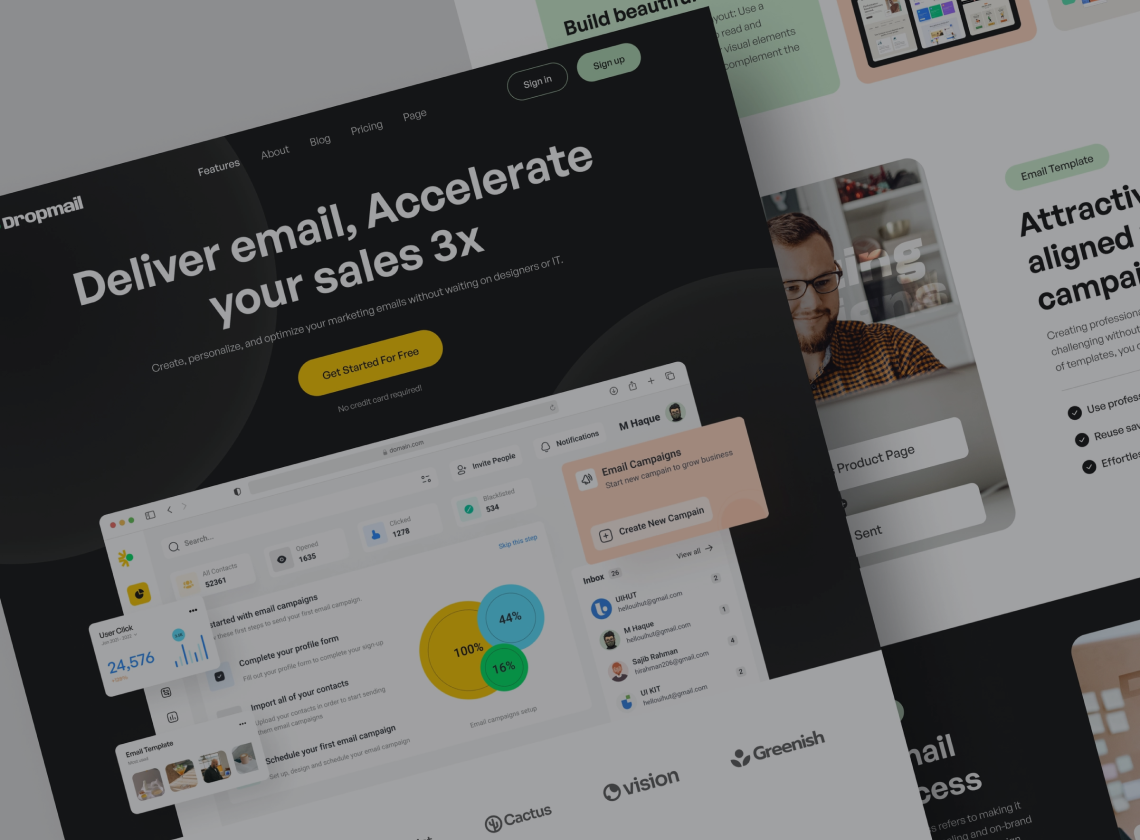 Dropmail
Features
About
Blog
Pricing
Page
Sign in
Sign up
Deliver email, Accelerate
your sales 3x
Create, personalize, and optimize your marketing emails without waiting on designers or IT.
Get Started For Free
No credit card required!
domain.com
Search...
Invite People
Notifications
M Haque
All Contacts
52361
Opened
1635
Clicked
1278
Blacklisted
534
Email Campaigns
Start new campain to grow business
Create New Campain
Skip this step
started with email campaigns
these first steps to send your first email campaign.
Complete your profile form
Fill out your profile form to complete your sign-up
Import all of your contacts
Upload your contacts in order to start sending
them email campaigns
Schedule your first email campaign
Set up, design and schedule your email campaign
100%
44%
16%
Email campaigns setup
Inbox 26
View all
UIHUT
hellouihut@gmail.com
2
M Haque
hellouihut@gmail.com
1
Sajib Rahman
4
UI KIT
hellouihut@gmail.com
2
User Click
24,576
Email Template
Cactus
vision
Greenish
Build beautiful
yout: Use a
read and
visual elements
complement the
Email Template
aligned
campai
Creating profession
challenging without
of templates, you c
Use profes
Reuse sav
Effortles
Product Page
Sent
nail
cess
s refers to making it
ling and on-brand